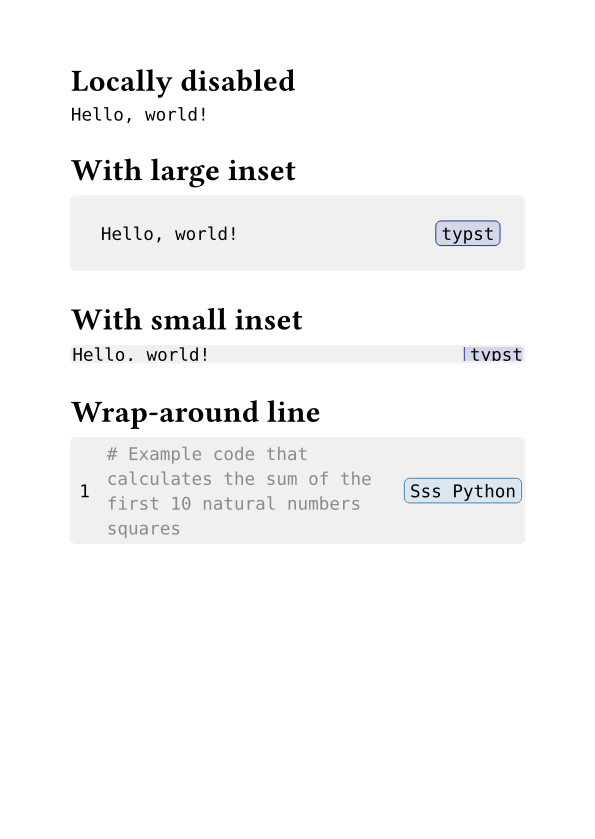 Locally disabled
Hello, world!
With large inset
Hello, world! typst
With small inset
Hello, world! typst
Wrap-around line
# Example code that
calculates the sum of the
1 first 10 natural numbers Sss Python
squares